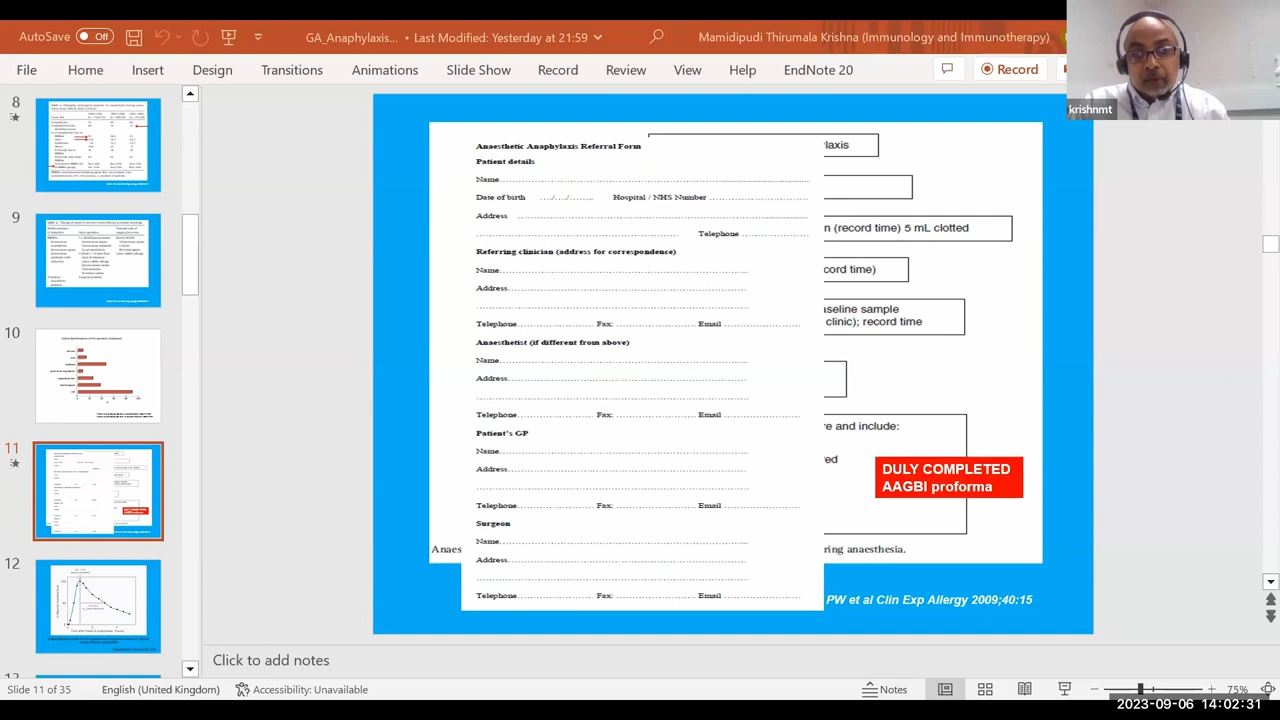 AutoSave Off GA_Anaphylaxis... • Last Modified: Yesterday at 21:59 Mamidipudi Thirumala Krishna (Immunology and Immunotherapy)
File Home Insert Design Transitions Animations Slide Show Record Review View Help EndNote 20 Record
krishnmt
8
9
10
11
12
Anaesthetic Anaphylaxis Referral Form
laxis
Patient details
Name
Date of birth Hospital / NHS Number
Address
(record time) 5 mL clotted
Telephone
Referring clinician (address for correspondence)
Name
cord time)
Address
aseline sample
clinic); record time
Telephone Fax: Email
Anaesthetist (if different from above)
Name
Address
Telephone Fax: Email
re and include:
Patient's GP
Name
ed
Address
DULY COMPLETED
AAGBI proforma
Telephone Fax: Email
Surgeon
Name
Anaes
ring anaesthesia.
Address
Telephone Fax: Email
PW et al Clin Exp Allergy 2009;40:15
Click to add notes
Slide 11 of 35 English (United Kingdom) Accessibility: Unavailable Notes 75%
2023-09-06 14:02:31